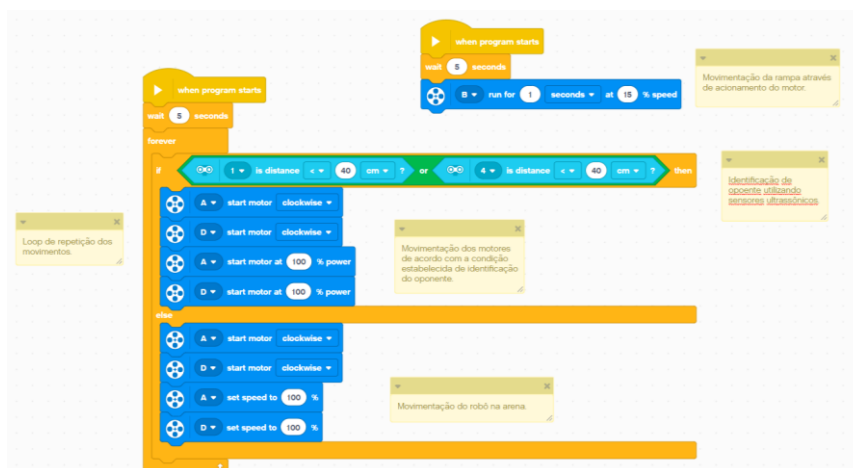 when program starts
wait 5 seconds
B run for 1 seconds at 15 % speed
Movimentação da rampa através
de acionamento do motor.
when program starts
wait 5 seconds
forever
if 1 is distance < 40 cm ? or 4 is distance < 40 cm ? then
Identificação de
opoente utilizando
sensores ultrassônicos.
A start motor clockwise
D start motor clockwise
A start motor at 100 % power
D start motor at 100 % power
Loop de repetição dos
movimentos.
Movimentação dos motores
de acordo com a condição
estabelecida de identificação
do oponente.
else
A start motor clockwise
D start motor clockwise
A set speed to 100 %
D set speed to 100 %
Movimentação do robô na arena.